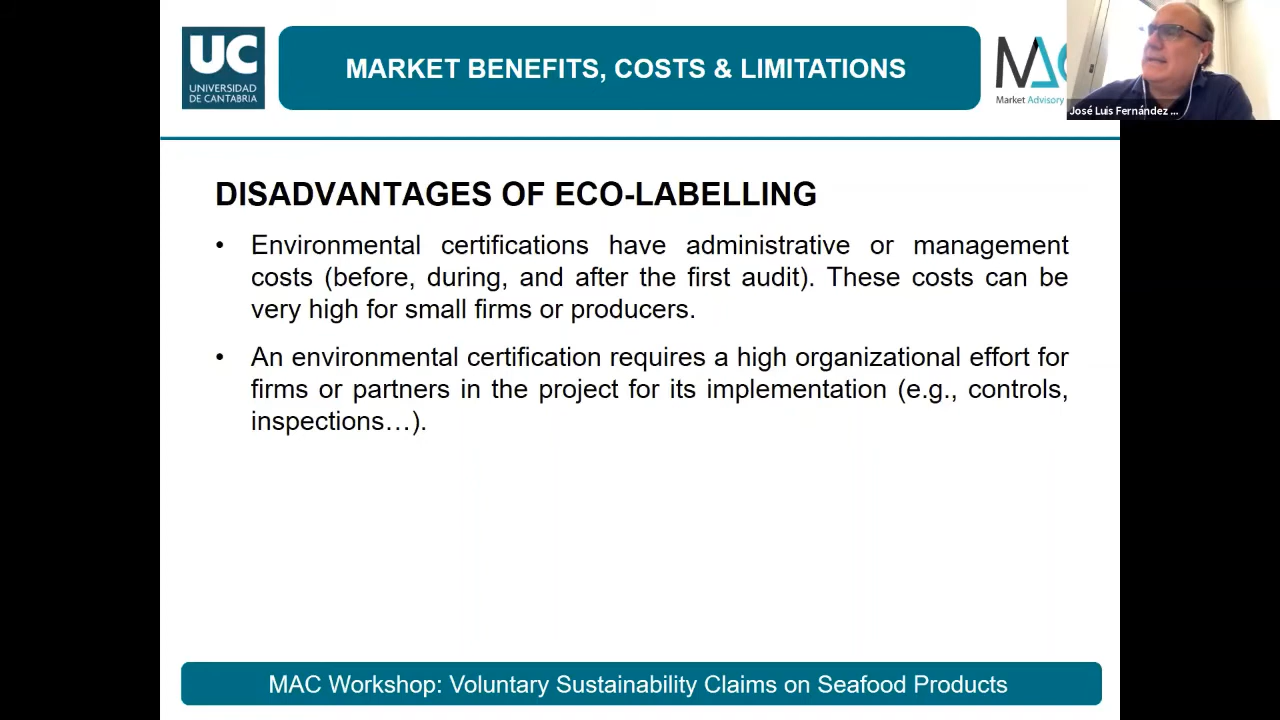 UC
UNIVERSIDAD
DE CANTABRIA
MARKET BENEFITS, COSTS & LIMITATIONS
MAC
Market Advisory
José Luis Fernández ...
DISADVANTAGES OF ECO-LABELLING
• Environmental certifications have administrative or management
costs (before, during, and after the first audit). These costs can be
very high for small firms or producers.
• An environmental certification requires a high organizational effort for
firms or partners in the project for its implementation (e.g., controls,
inspections…).
MAC Workshop: Voluntary Sustainability Claims on Seafood Products